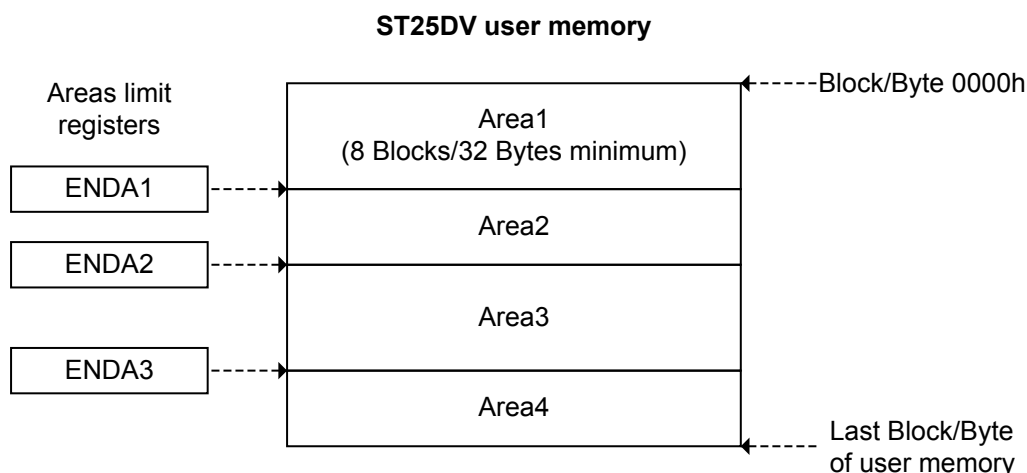 ST25DV user memory
Block/Byte 0000h
Areas limit
registers
Area1
(8 Blocks/32 Bytes minimum)
ENDA1
Area2
ENDA2
Area3
ENDA3
Area4
Last Block/Byte
of user memory